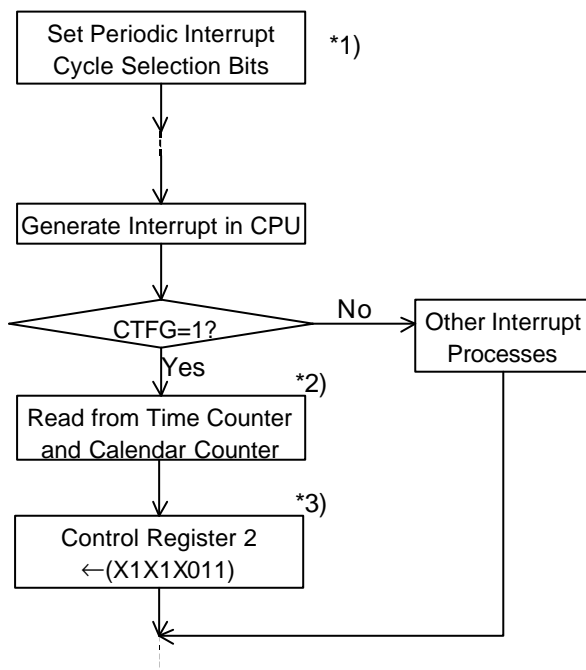 Set Periodic Interrupt
Cycle Selection Bits
*1)
Generate Interrupt in CPU
CTFG=1?
No
Other Interrupt
Processes
Yes
*2)
Read from Time Counter
and Calendar Counter
*3)
Control Register 2
←(X1X1X011)